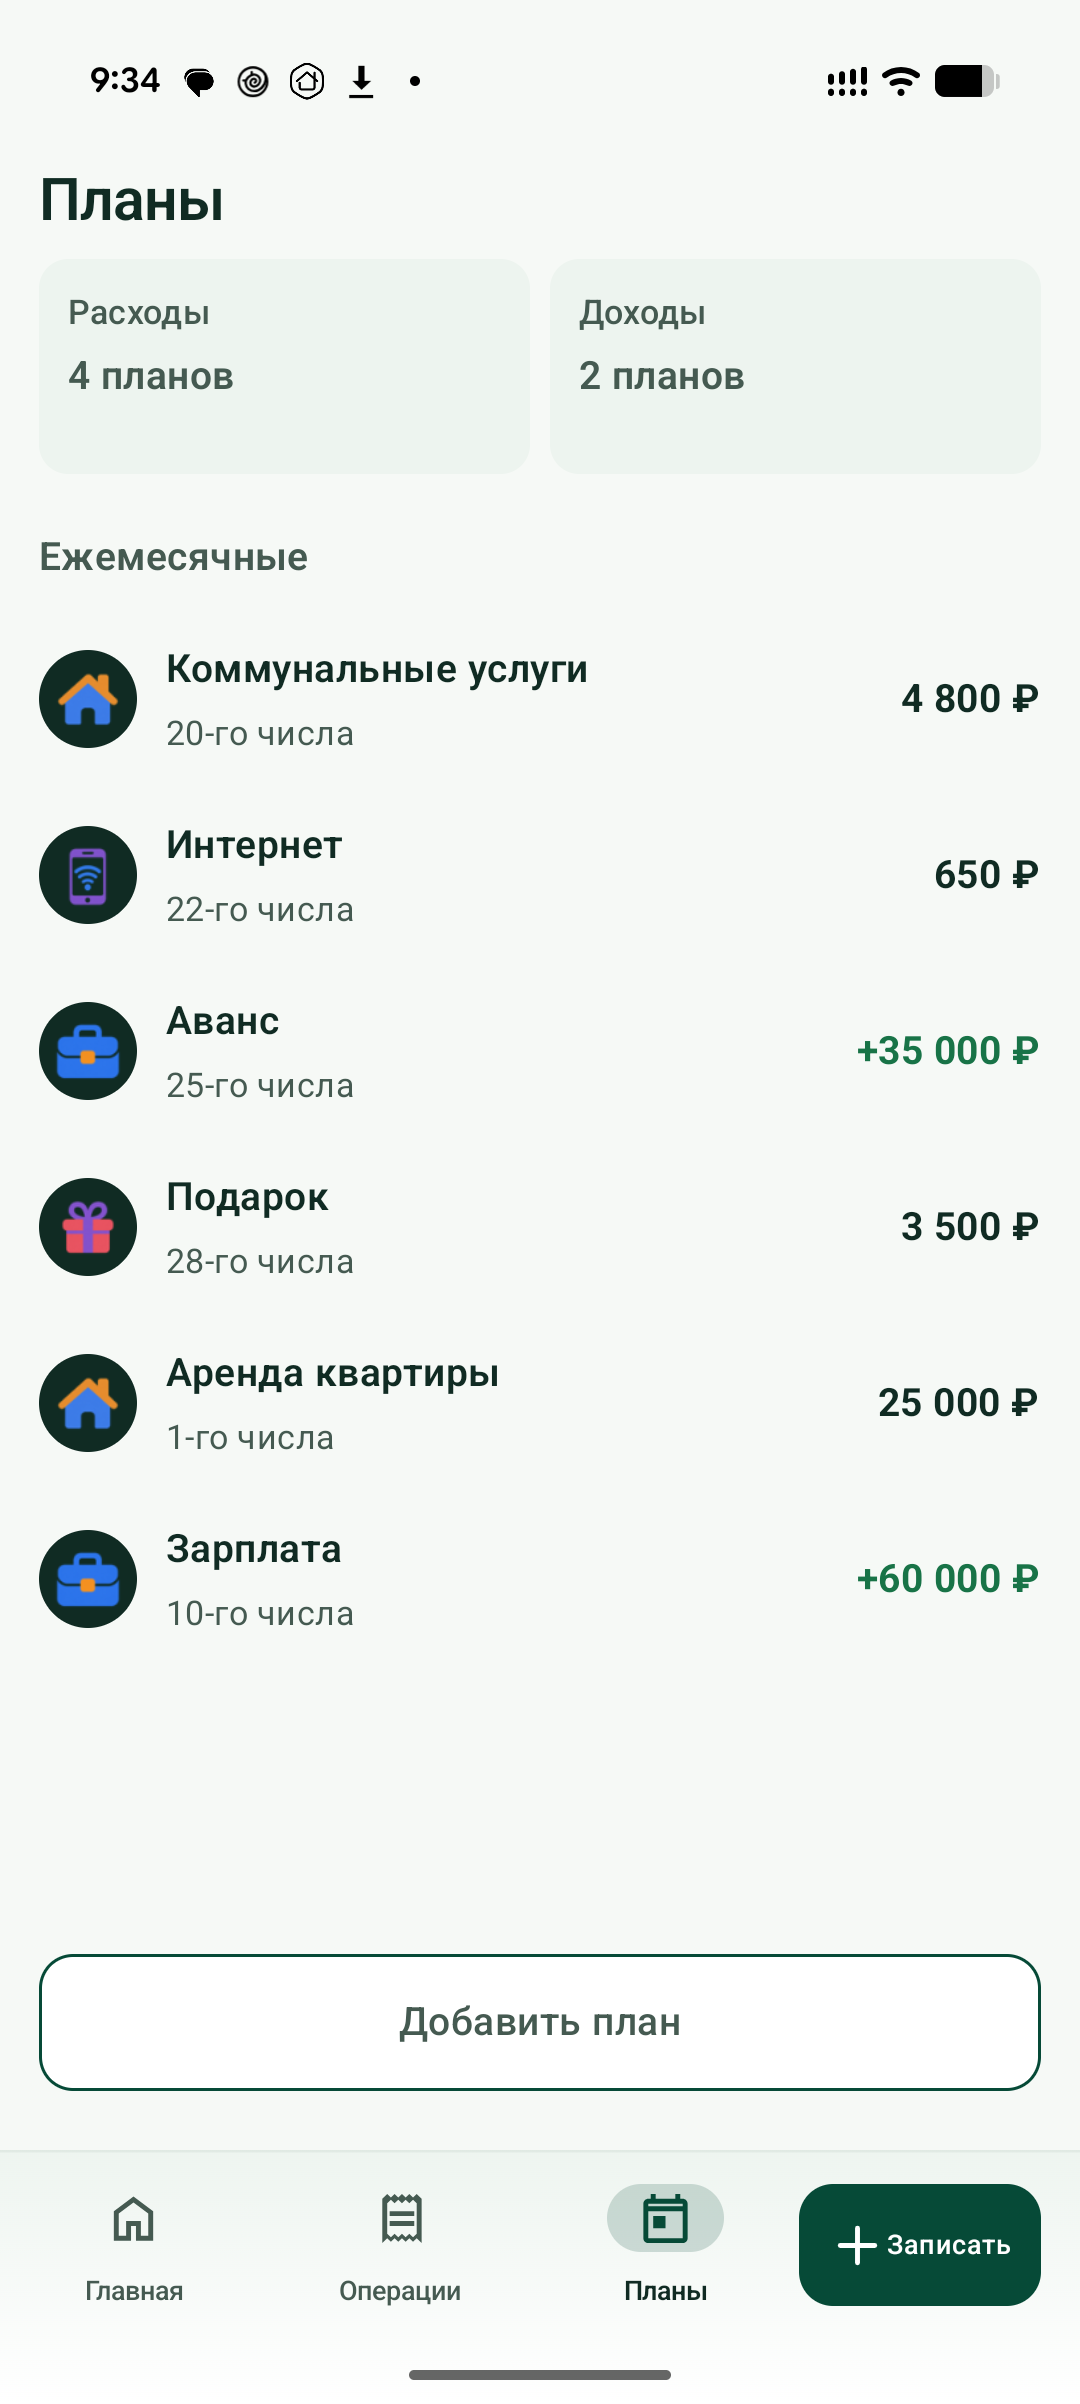 9:34
Планы
Расходы
4 планов
Доходы
2 планов
Ежемесячные
Коммунальные услуги
20-го числа
4 800 ₽
Интернет
22-го числа
650 ₽
Аванс
25-го числа
+35 000 ₽
Подарок
28-го числа
3 500 ₽
Аренда квартиры
1-го числа
25 000 ₽
Зарплата
10-го числа
+60 000 ₽
Добавить план
Главная
Операции
Планы
Записать